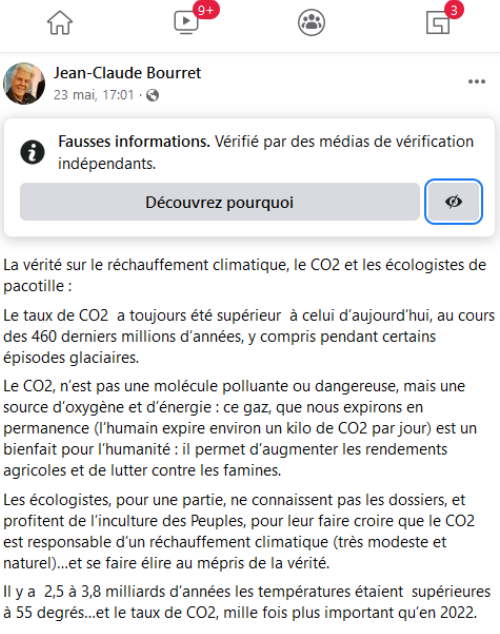 9+
3
Jean-Claude Bourret
23 mai, 17:01 ·
Fausses informations. Vérifié par des médias de vérification
indépendants.
Découvrez pourquoi
La vérité sur le réchauffement climatique, le CO2 et les écologistes de
pacotille :
Le taux de CO2  a toujours été supérieur  à celui d'aujourd'hui, au cours
des 460 derniers millions d'années, y compris pendant certains
épisodes glaciaires.
Le CO2, n'est pas une molécule polluante ou dangereuse, mais une
source d'oxygène et d'énergie : ce gaz, que nous expirons en
permanence (l'humain expire environ un kilo de CO2 par jour) est un
bienfait pour l'humanité : il permet d'augmenter les rendements
agricoles et de lutter contre les famines.
Les écologistes, pour une partie, ne connaissent pas les dossiers, et
profitent de l'inculture des Peuples, pour leur faire croire que le CO2
est responsable d'un réchauffement climatique (très modeste et
naturel)...et se faire élire au mépris de la vérité.
Il y a  2,5 à 3,8 milliards d'années les températures étaient  supérieures
à 55 degrés...et le taux de CO2, mille fois plus important qu'en 2022.